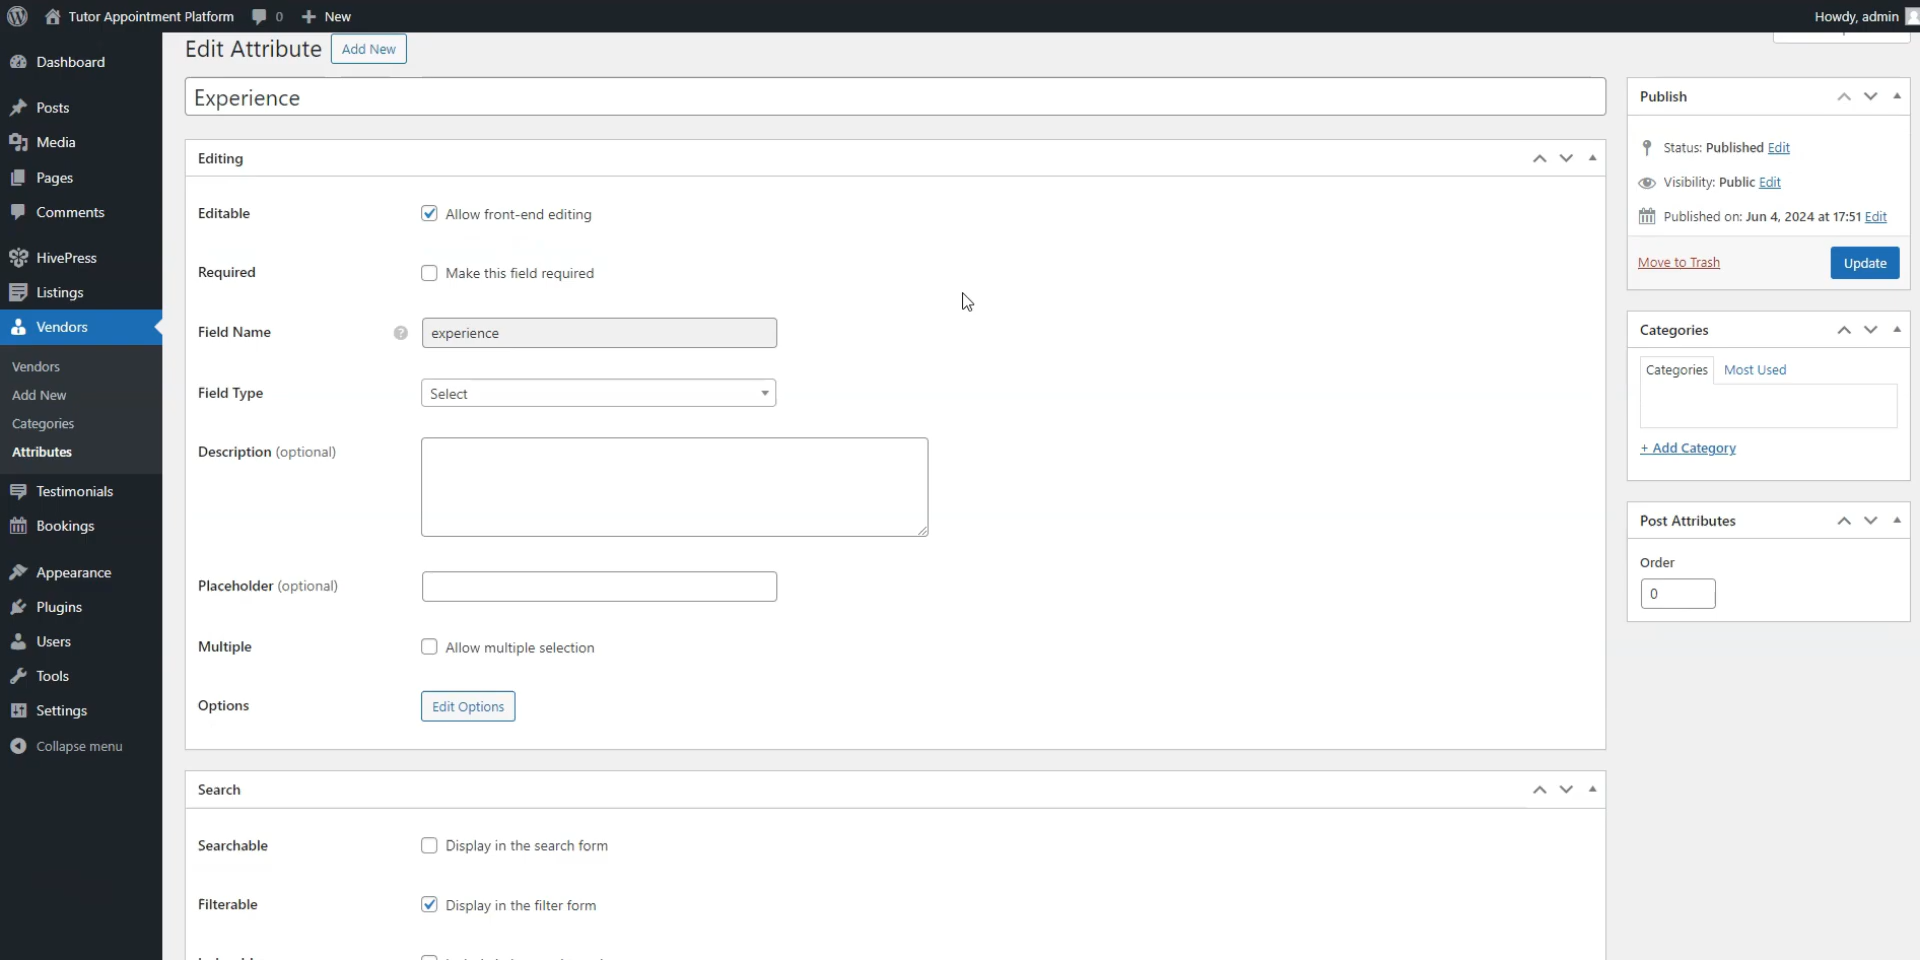 Tutor Appointment Platform
0
New
Howdy, admin
Dashboard
Posts
Media
Pages
Comments
HivePress
Listings
Vendors
Vendors
Add New
Categories
Attributes
Testimonials
Bookings
Appearance
Plugins
Users
Tools
Settings
Collapse menu
Edit Attribute
Add New
Experience
Editing
Editable
Allow front-end editing
Required
Make this field required
Field Name
?
experience
Field Type
Select
Description (optional)
Placeholder (optional)
Multiple
Allow multiple selection
Options
Edit Options
Search
Searchable
Display in the search form
Filterable
Display in the filter form
Publish
Status: Published Edit
Visibility: Public Edit
Published on: Jun 4, 2024 at 17:51 Edit
Move to Trash
Update
Categories
Categories
Most Used
+ Add Category
Post Attributes
Order
0